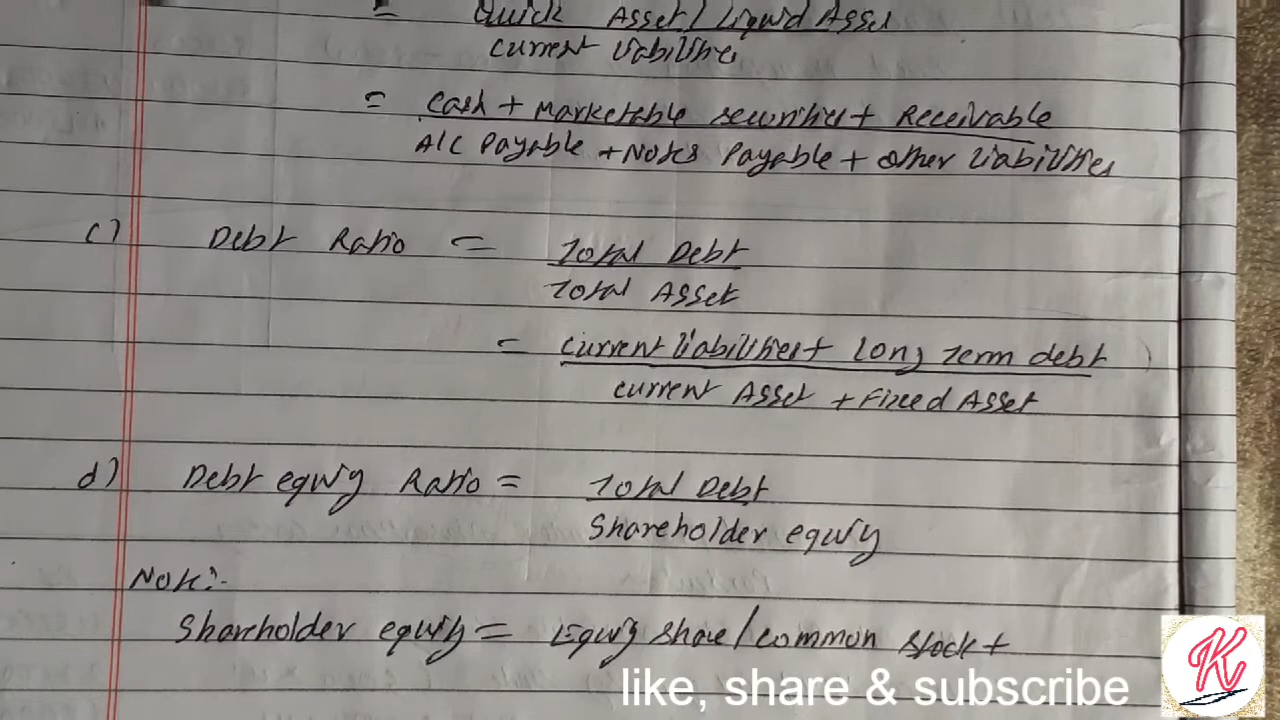 = Quick Asset/Liquid Asset
Current liabilities
= Cash + Marketable securities + Receivable
A/C Payable + Notes Payable + Other liabilities
c) Debt Ratio = Total Debt
Total Asset
= Current liabilities + Long Term debt
Current Asset + Fixed Asset
d) Debt equity Ratio = Total Debt
Shareholder equity
Note:-
Shareholder equity = Equity share/common stock +
like, share & subscribe
K